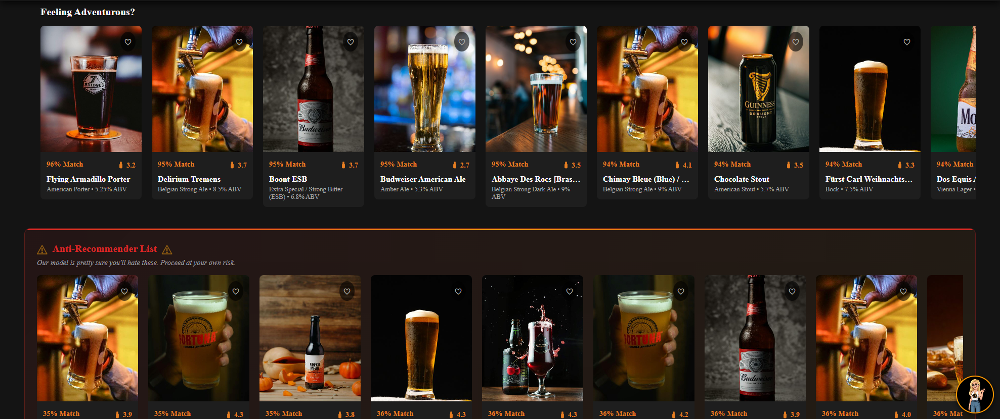 Feeling Adventurous?
7
BRIDGES
Budweiser
GUINNESS
DRAUGHT
STOUT
Mo
96% Match 3.2
Flying Armadillo Porter
American Porter • 5.25% ABV
95% Match 3.7
Delirium Tremens
Belgian Strong Ale • 8.5% ABV
95% Match 3.7
Boont ESB
Extra Special / Strong Bitter
(ESB) • 6.8% ABV
95% Match 2.7
Budweiser American Ale
Amber Ale • 5.3% ABV
95% Match 3.5
Abbaye Des Rocs [Bras...
Belgian Strong Dark Ale • 9%
ABV
94% Match 4.1
Chimay Bleue (Blue) / ...
Belgian Strong Ale • 9% ABV
94% Match 3.5
Chocolate Stout
American Stout • 5.7% ABV
94% Match 3.3
Fürst Carl Weihnachts...
Bock • 7.5% ABV
94% Match
Dos Equis A
Vienna Lager •
Anti-Recommender List
Our model is pretty sure you'll hate these. Proceed at your own risk.
FORTUNA
PUMPKIN
MEAD
FORTUNA
Budweiser
35% Match 3.9
35% Match 4.3
35% Match 3.8
36% Match 4.3
36% Match 4.3
36% Match 4.2
36% Match 3.9
36% Match 4.0
36% Mat